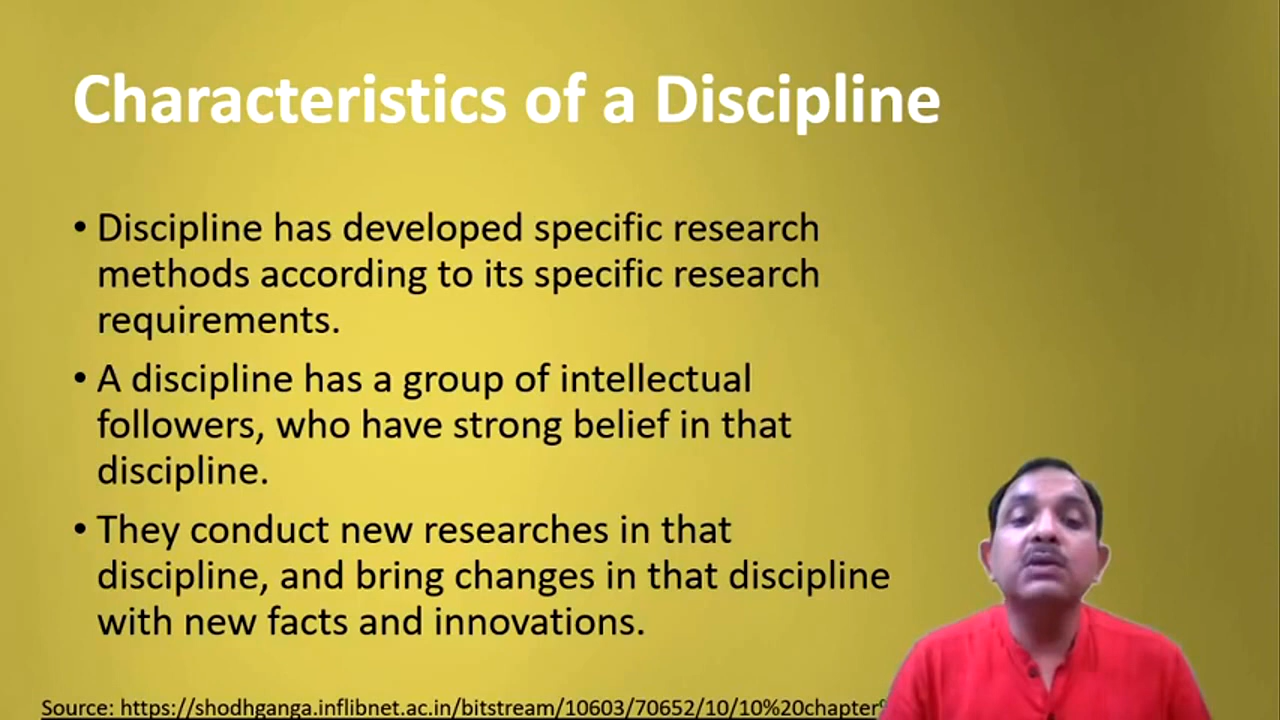 Characteristics of a Discipline
• Discipline has developed specific research
methods according to its specific research
requirements.
• A discipline has a group of intellectual
followers, who have strong belief in that
discipline.
• They conduct new researches in that
discipline, and bring changes in that discipline
with new facts and innovations.
Source: https://shodhganga.inflibnet.ac.in/bitstream/10603/70652/10/10%20chapter